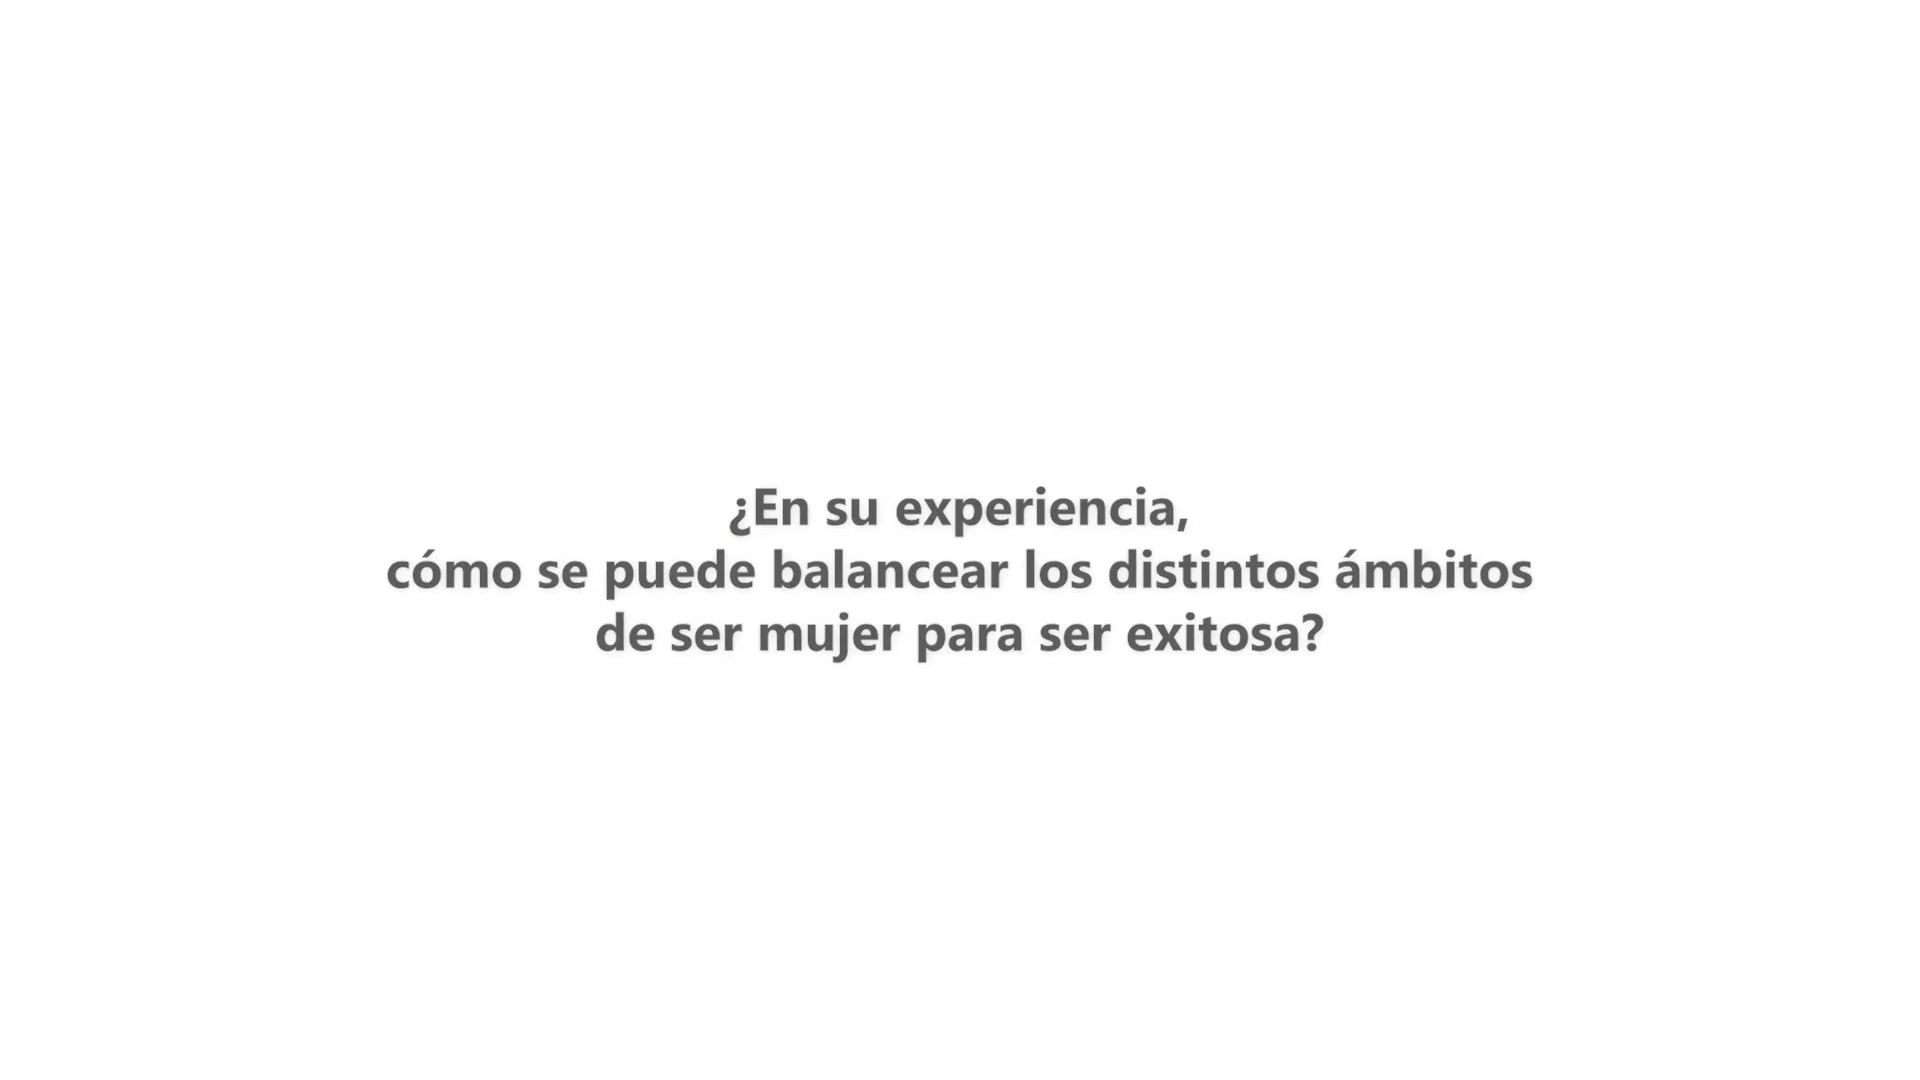 ¿En su experiencia,
cómo se puede balancear los distintos ámbitos
de ser mujer para ser exitosa?